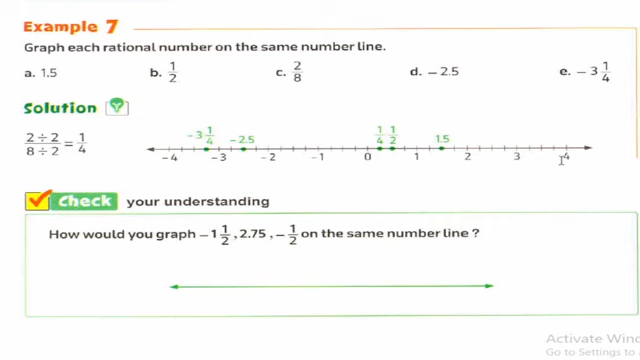 Example 7
Graph each rational number on the same number line.
a. 1.5 b. 1/2 c. 2/8 d. −2.5 e. −3 1/4
Solution
(2 ÷ 2)/(8 ÷ 2) = 1/4
−3 1/4 −2.5 1/4 1/2 1.5
−4 −3 −2 −1 0 1 2 3 4
Check your understanding
How would you graph −1 1/2, 2.75, −1/2 on the same number line?
Activate Wind
Go to Settings to